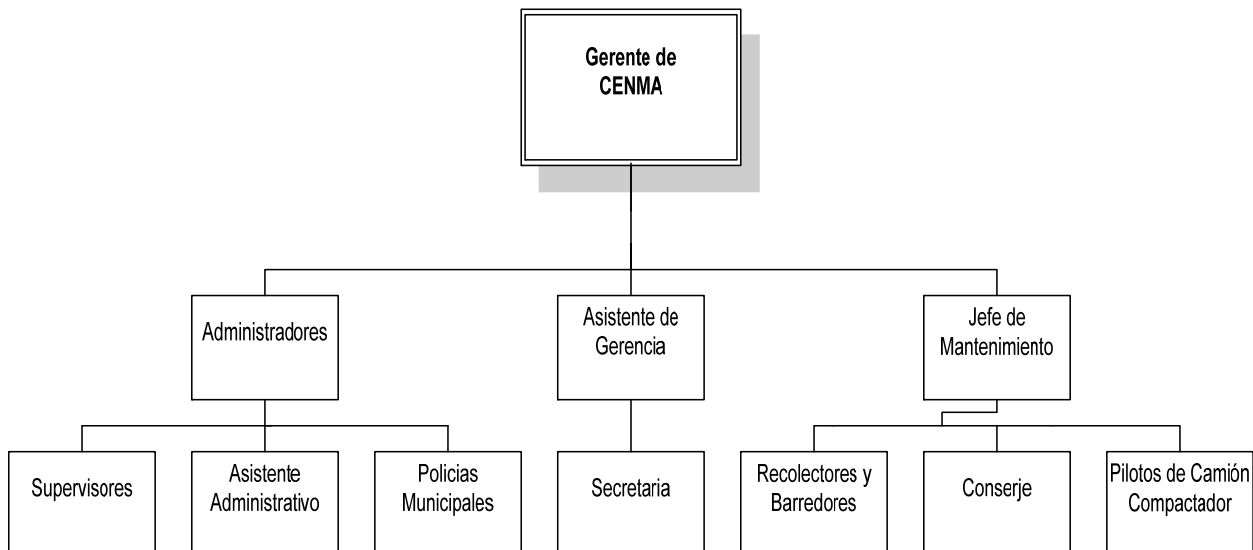 Gerente de
CENMA
Administradores
Asistente de
Gerencia
Jefe de
Mantenimiento
Supervisores
Asistente
Administrativo
Policias
Municipales
Secretaria
Recolectores y
Barredores
Conserje
Pilotos de Camión
Compactador